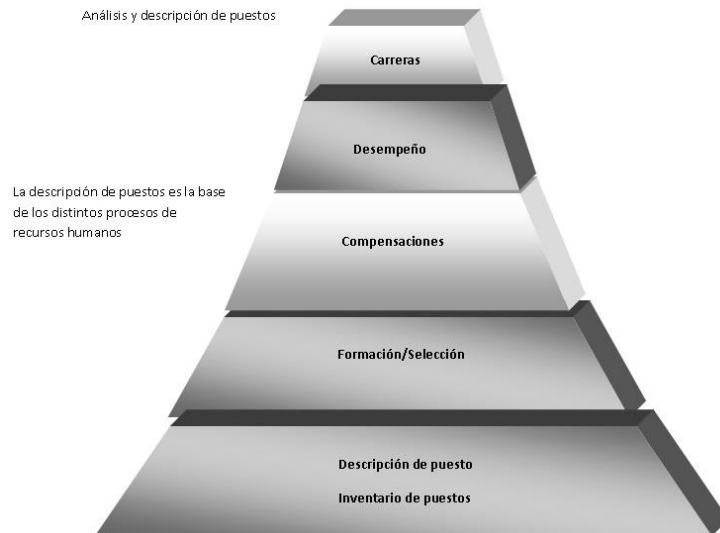 Análisis y descripción de puestos
Carreras
Desempeño
La descripción de puestos es la base
de los distintos procesos de
recursos humanos
Compensaciones
Formación/Selección
Descripción de puesto
Inventario de puestos